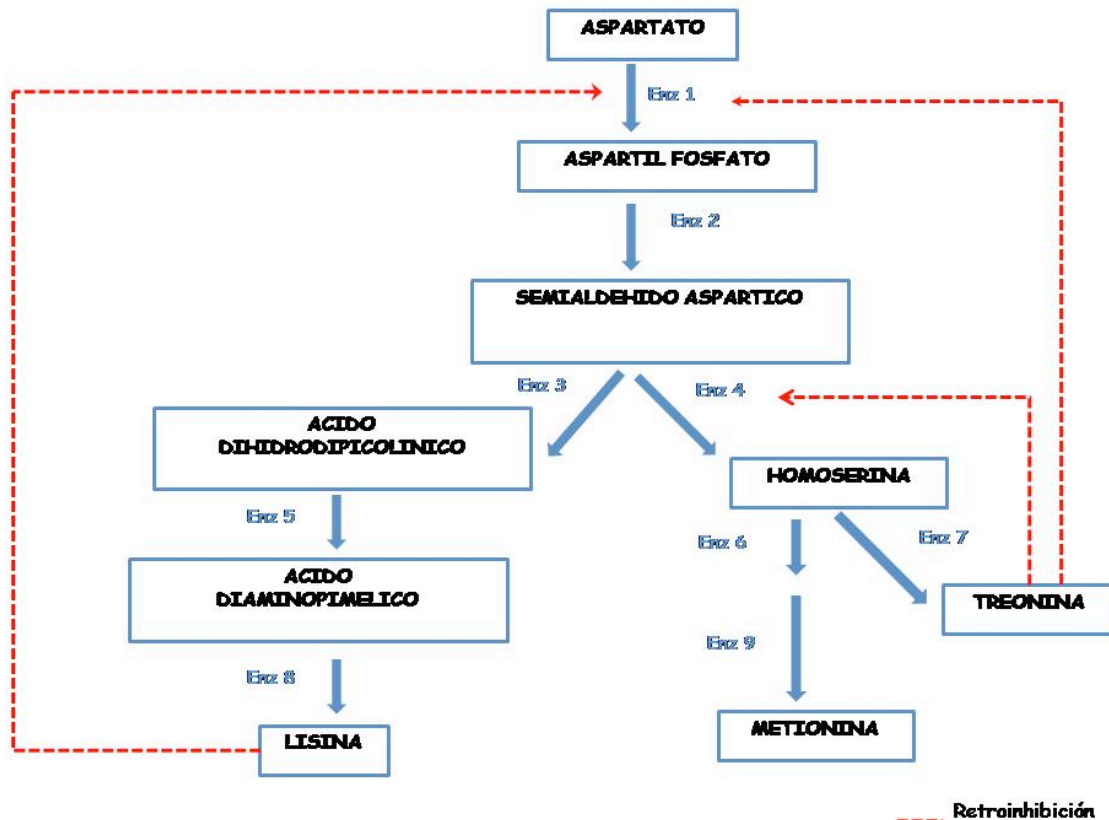 ASPARTATO
Enz 1
ASPARTIL FOSFATO
Enz 2
SEMIALDEHIDO ASPARTICO
Enz 3
Enz 4
ACIDO
DIHIDRODIPICOLINICO
HOMOSERINA
Enz 5
Enz 6
Enz 7
ACIDO
DIAMINOPIMELICO
TREONINA
Enz 9
Enz 8
LISINA
METIONINA
Retroinhibición